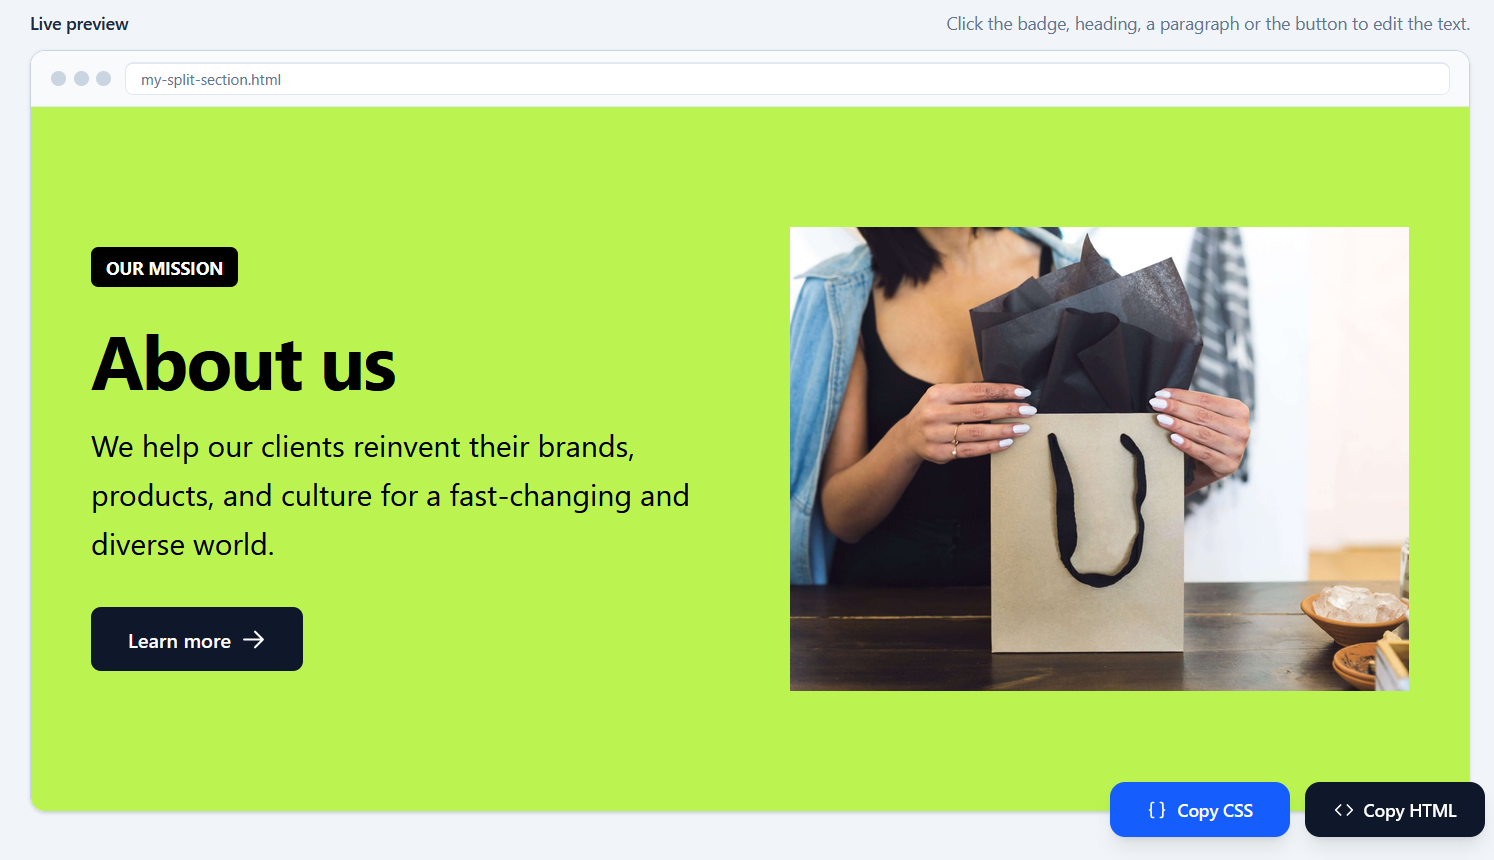 Live preview
Click the badge, heading, a paragraph or the button to edit the text.
my-split-section.html
OUR MISSION
About us
We help our clients reinvent their brands,
products, and culture for a fast-changing and
diverse world.
Learn more →
{ } Copy CSS
<> Copy HTML